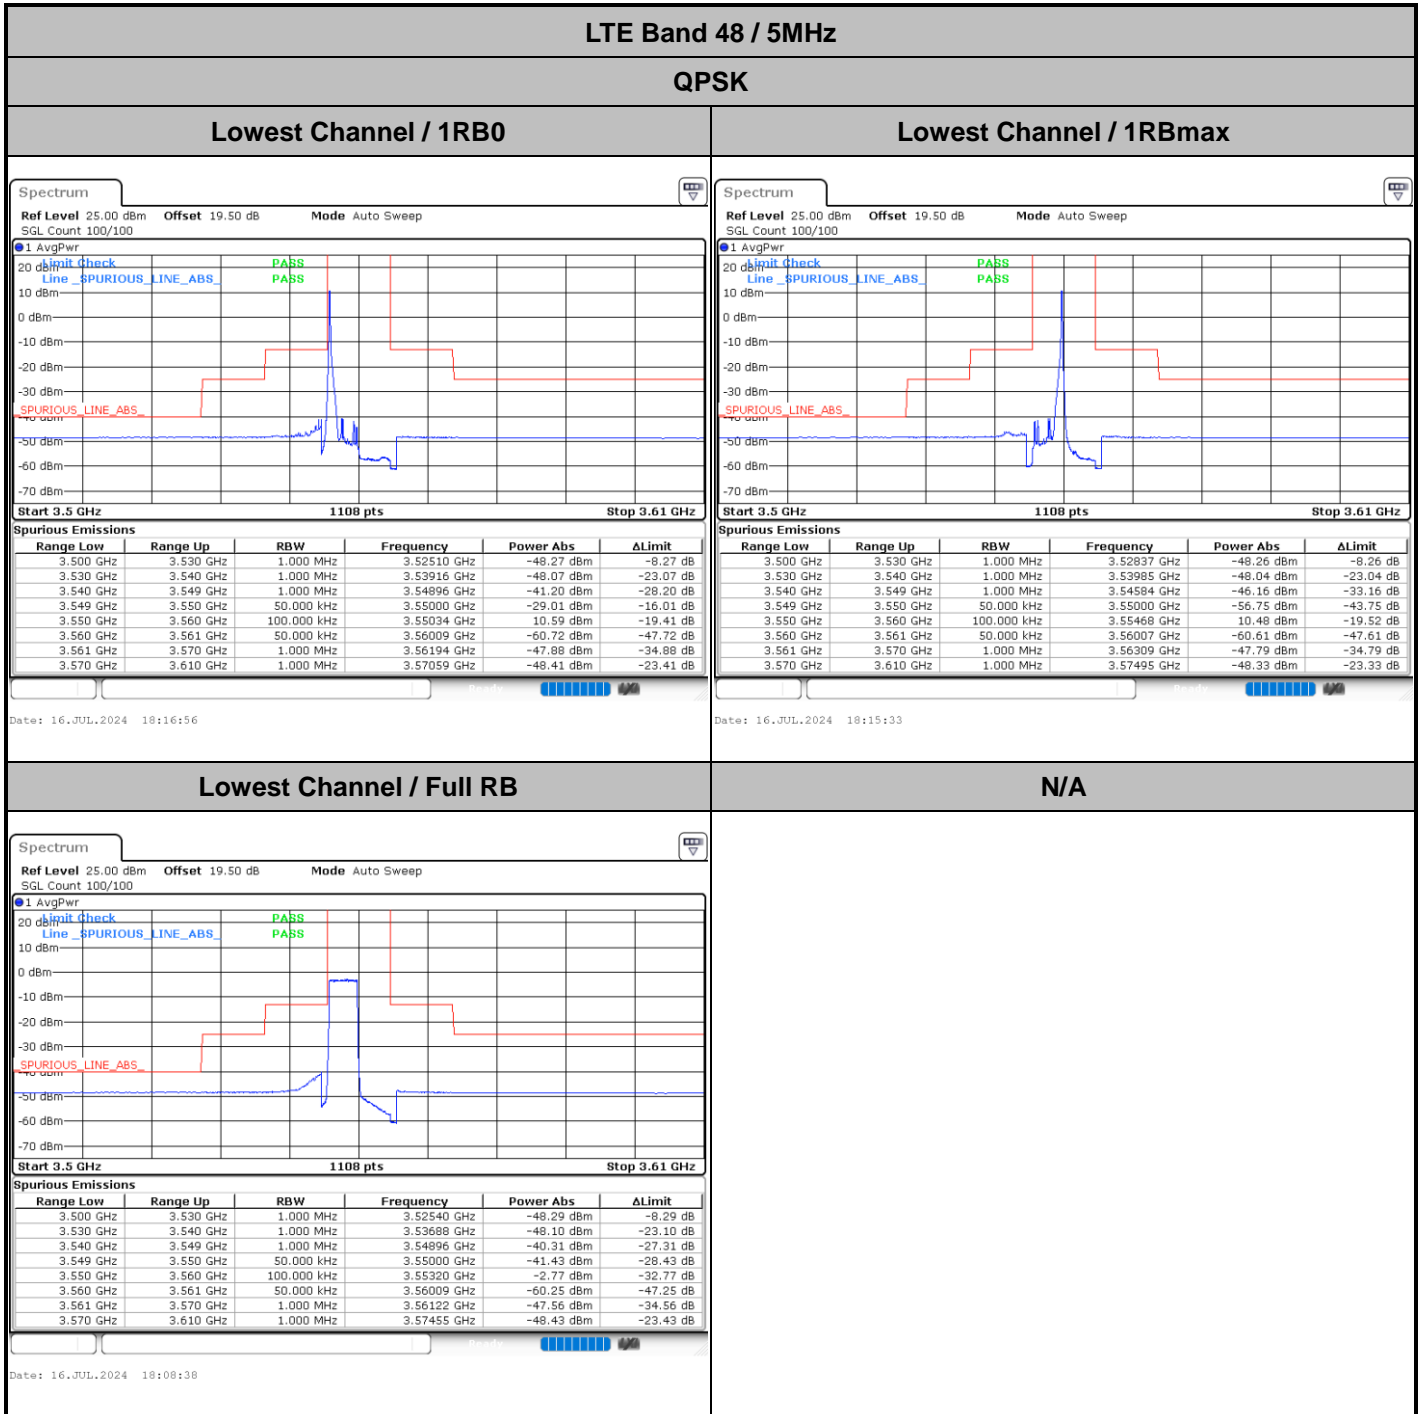 LTE Band 48 / 5MHz
QPSK
Lowest Channel / 1RB0
Lowest Channel / 1RBmax
Spectrum
Ref Level 25.00 dBm Offset 19.50 dB Mode Auto Sweep
SGL Count 100/100
1 AvgPwr
20 dBm
Limit Check PASS
Line _SPURIOUS_LINE_ABS_ PASS
10 dBm
0 dBm
-10 dBm
-20 dBm
-30 dBm
_SPURIOUS_LINE_ABS_
-40 dBm
-50 dBm
-60 dBm
-70 dBm
Start 3.5 GHz 1108 pts Stop 3.61 GHz
Spurious Emissions
Range Low Range Up RBW Frequency Power Abs ΔLimit
3.500 GHz 3.530 GHz 1.000 MHz 3.52510 GHz -48.27 dBm -8.27 dB
3.530 GHz 3.540 GHz 1.000 MHz 3.53916 GHz -48.07 dBm -23.07 dB
3.540 GHz 3.549 GHz 1.000 MHz 3.54896 GHz -41.20 dBm -28.20 dB
3.549 GHz 3.550 GHz 50.000 kHz 3.55000 GHz -29.01 dBm -16.01 dB
3.550 GHz 3.560 GHz 100.000 kHz 3.55034 GHz 10.59 dBm -19.41 dB
3.560 GHz 3.561 GHz 50.000 kHz 3.56009 GHz -60.72 dBm -47.72 dB
3.561 GHz 3.570 GHz 1.000 MHz 3.56194 GHz -47.88 dBm -34.88 dB
3.570 GHz 3.610 GHz 1.000 MHz 3.57059 GHz -48.41 dBm -23.41 dB
Ready
Date: 16.JUL.2024 18:16:56
Spectrum
Ref Level 25.00 dBm Offset 19.50 dB Mode Auto Sweep
SGL Count 100/100
1 AvgPwr
20 dBm
Limit Check PASS
Line _SPURIOUS_LINE_ABS_ PASS
10 dBm
0 dBm
-10 dBm
-20 dBm
-30 dBm
_SPURIOUS_LINE_ABS_
-40 dBm
-50 dBm
-60 dBm
-70 dBm
Start 3.5 GHz 1108 pts Stop 3.61 GHz
Spurious Emissions
Range Low Range Up RBW Frequency Power Abs ΔLimit
3.500 GHz 3.530 GHz 1.000 MHz 3.52837 GHz -48.26 dBm -8.26 dB
3.530 GHz 3.540 GHz 1.000 MHz 3.53985 GHz -48.04 dBm -23.04 dB
3.540 GHz 3.549 GHz 1.000 MHz 3.54584 GHz -46.16 dBm -33.16 dB
3.549 GHz 3.550 GHz 50.000 kHz 3.55000 GHz -56.75 dBm -43.75 dB
3.550 GHz 3.560 GHz 100.000 kHz 3.55468 GHz 10.48 dBm -19.52 dB
3.560 GHz 3.561 GHz 50.000 kHz 3.56007 GHz -60.61 dBm -47.61 dB
3.561 GHz 3.570 GHz 1.000 MHz 3.56309 GHz -47.79 dBm -34.79 dB
3.570 GHz 3.610 GHz 1.000 MHz 3.57495 GHz -48.33 dBm -23.33 dB
Ready
Date: 16.JUL.2024 18:15:33
Lowest Channel / Full RB
N/A
Spectrum
Ref Level 25.00 dBm Offset 19.50 dB Mode Auto Sweep
SGL Count 100/100
1 AvgPwr
20 dBm
Limit Check PASS
Line _SPURIOUS_LINE_ABS_ PASS
10 dBm
0 dBm
-10 dBm
-20 dBm
-30 dBm
_SPURIOUS_LINE_ABS_
-40 dBm
-50 dBm
-60 dBm
-70 dBm
Start 3.5 GHz 1108 pts Stop 3.61 GHz
Spurious Emissions
Range Low Range Up RBW Frequency Power Abs ΔLimit
3.500 GHz 3.530 GHz 1.000 MHz 3.52540 GHz -48.29 dBm -8.29 dB
3.530 GHz 3.540 GHz 1.000 MHz 3.53688 GHz -48.10 dBm -23.10 dB
3.540 GHz 3.549 GHz 1.000 MHz 3.54896 GHz -40.31 dBm -27.31 dB
3.549 GHz 3.550 GHz 50.000 kHz 3.55000 GHz -41.43 dBm -28.43 dB
3.550 GHz 3.560 GHz 100.000 kHz 3.55320 GHz -2.77 dBm -32.77 dB
3.560 GHz 3.561 GHz 50.000 kHz 3.56009 GHz -60.25 dBm -47.25 dB
3.561 GHz 3.570 GHz 1.000 MHz 3.56122 GHz -47.56 dBm -34.56 dB
3.570 GHz 3.610 GHz 1.000 MHz 3.57455 GHz -48.43 dBm -23.43 dB
Ready
Date: 16.JUL.2024 18:08:38